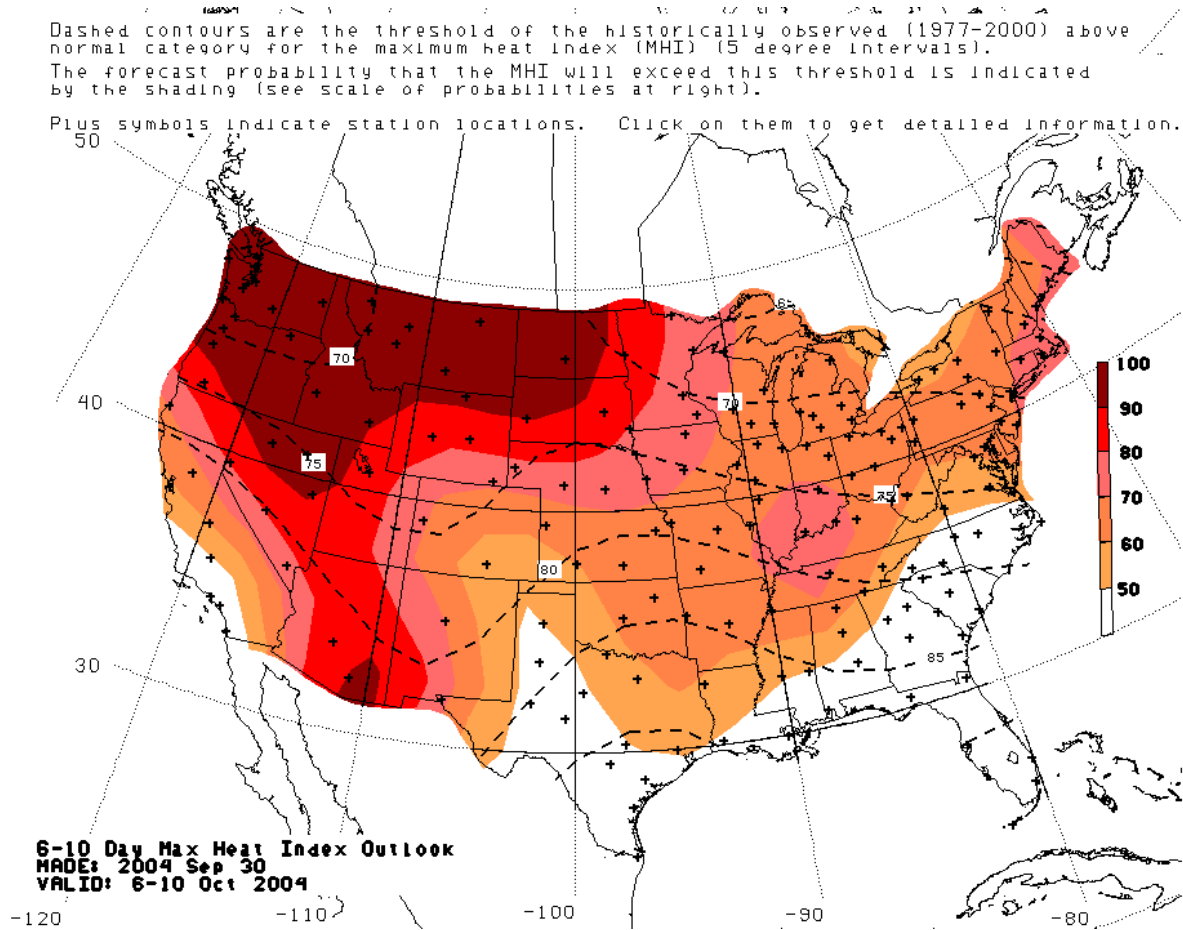 Dashed contours are the threshold of the historically observed (1977-2000) above
normal category for the maximum heat index (MHI) (5 degree intervals).
The forecast probability that the MHI will exceed this threshold is indicated
by the shading (see scale of probabilities at right).
Plus symbols indicate station locations.   Click on them to get detailed information.
50
70
100
90
80
70
60
50
40
70
75
75
80
85
30
6-10 Day Max Heat Index Outlook
MADE: 2004 Sep 30
VALID: 6-10 Oct 2004
-120
-110
-100
-90
-80